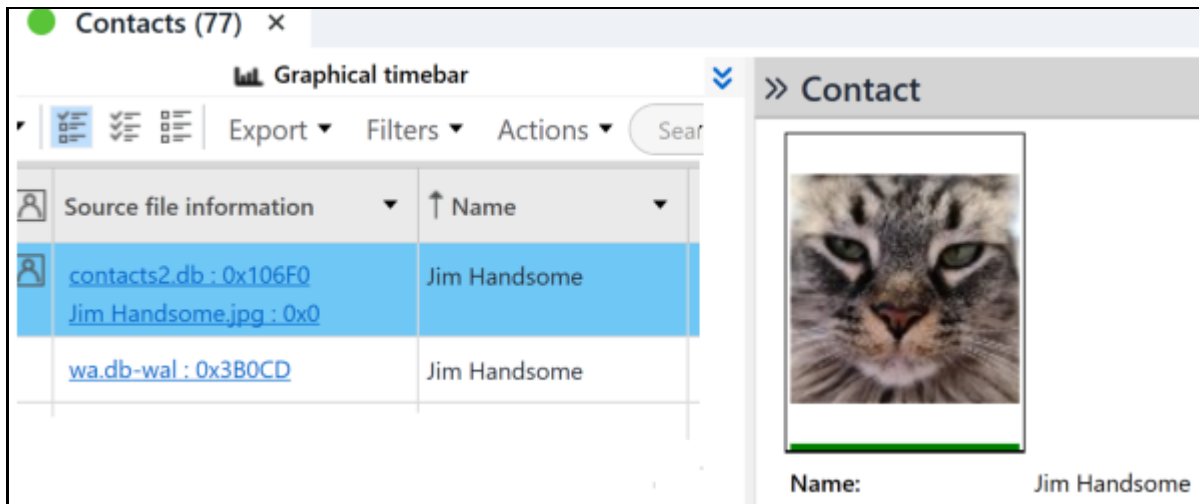 Contacts (77) ×
Graphical timebar
Export Filters Actions
Source file information ↑ Name
contacts2.db : 0x106F0 Jim Handsome
Jim Handsome.jpg : 0x0
wa.db-wal : 0x3B0CD Jim Handsome
» Contact
Name: Jim Handsome